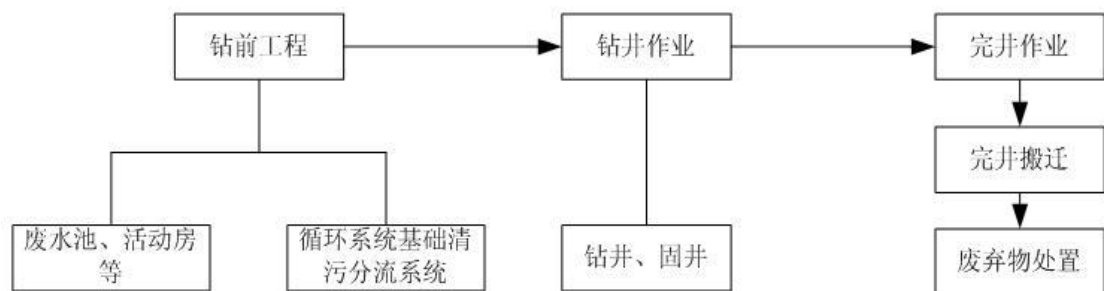 钻前工程
钻井作业
完井作业
完井搬迁
废水池、活动房
等
循环系统基础清
污分流系统
钻井、固井
废弃物处置